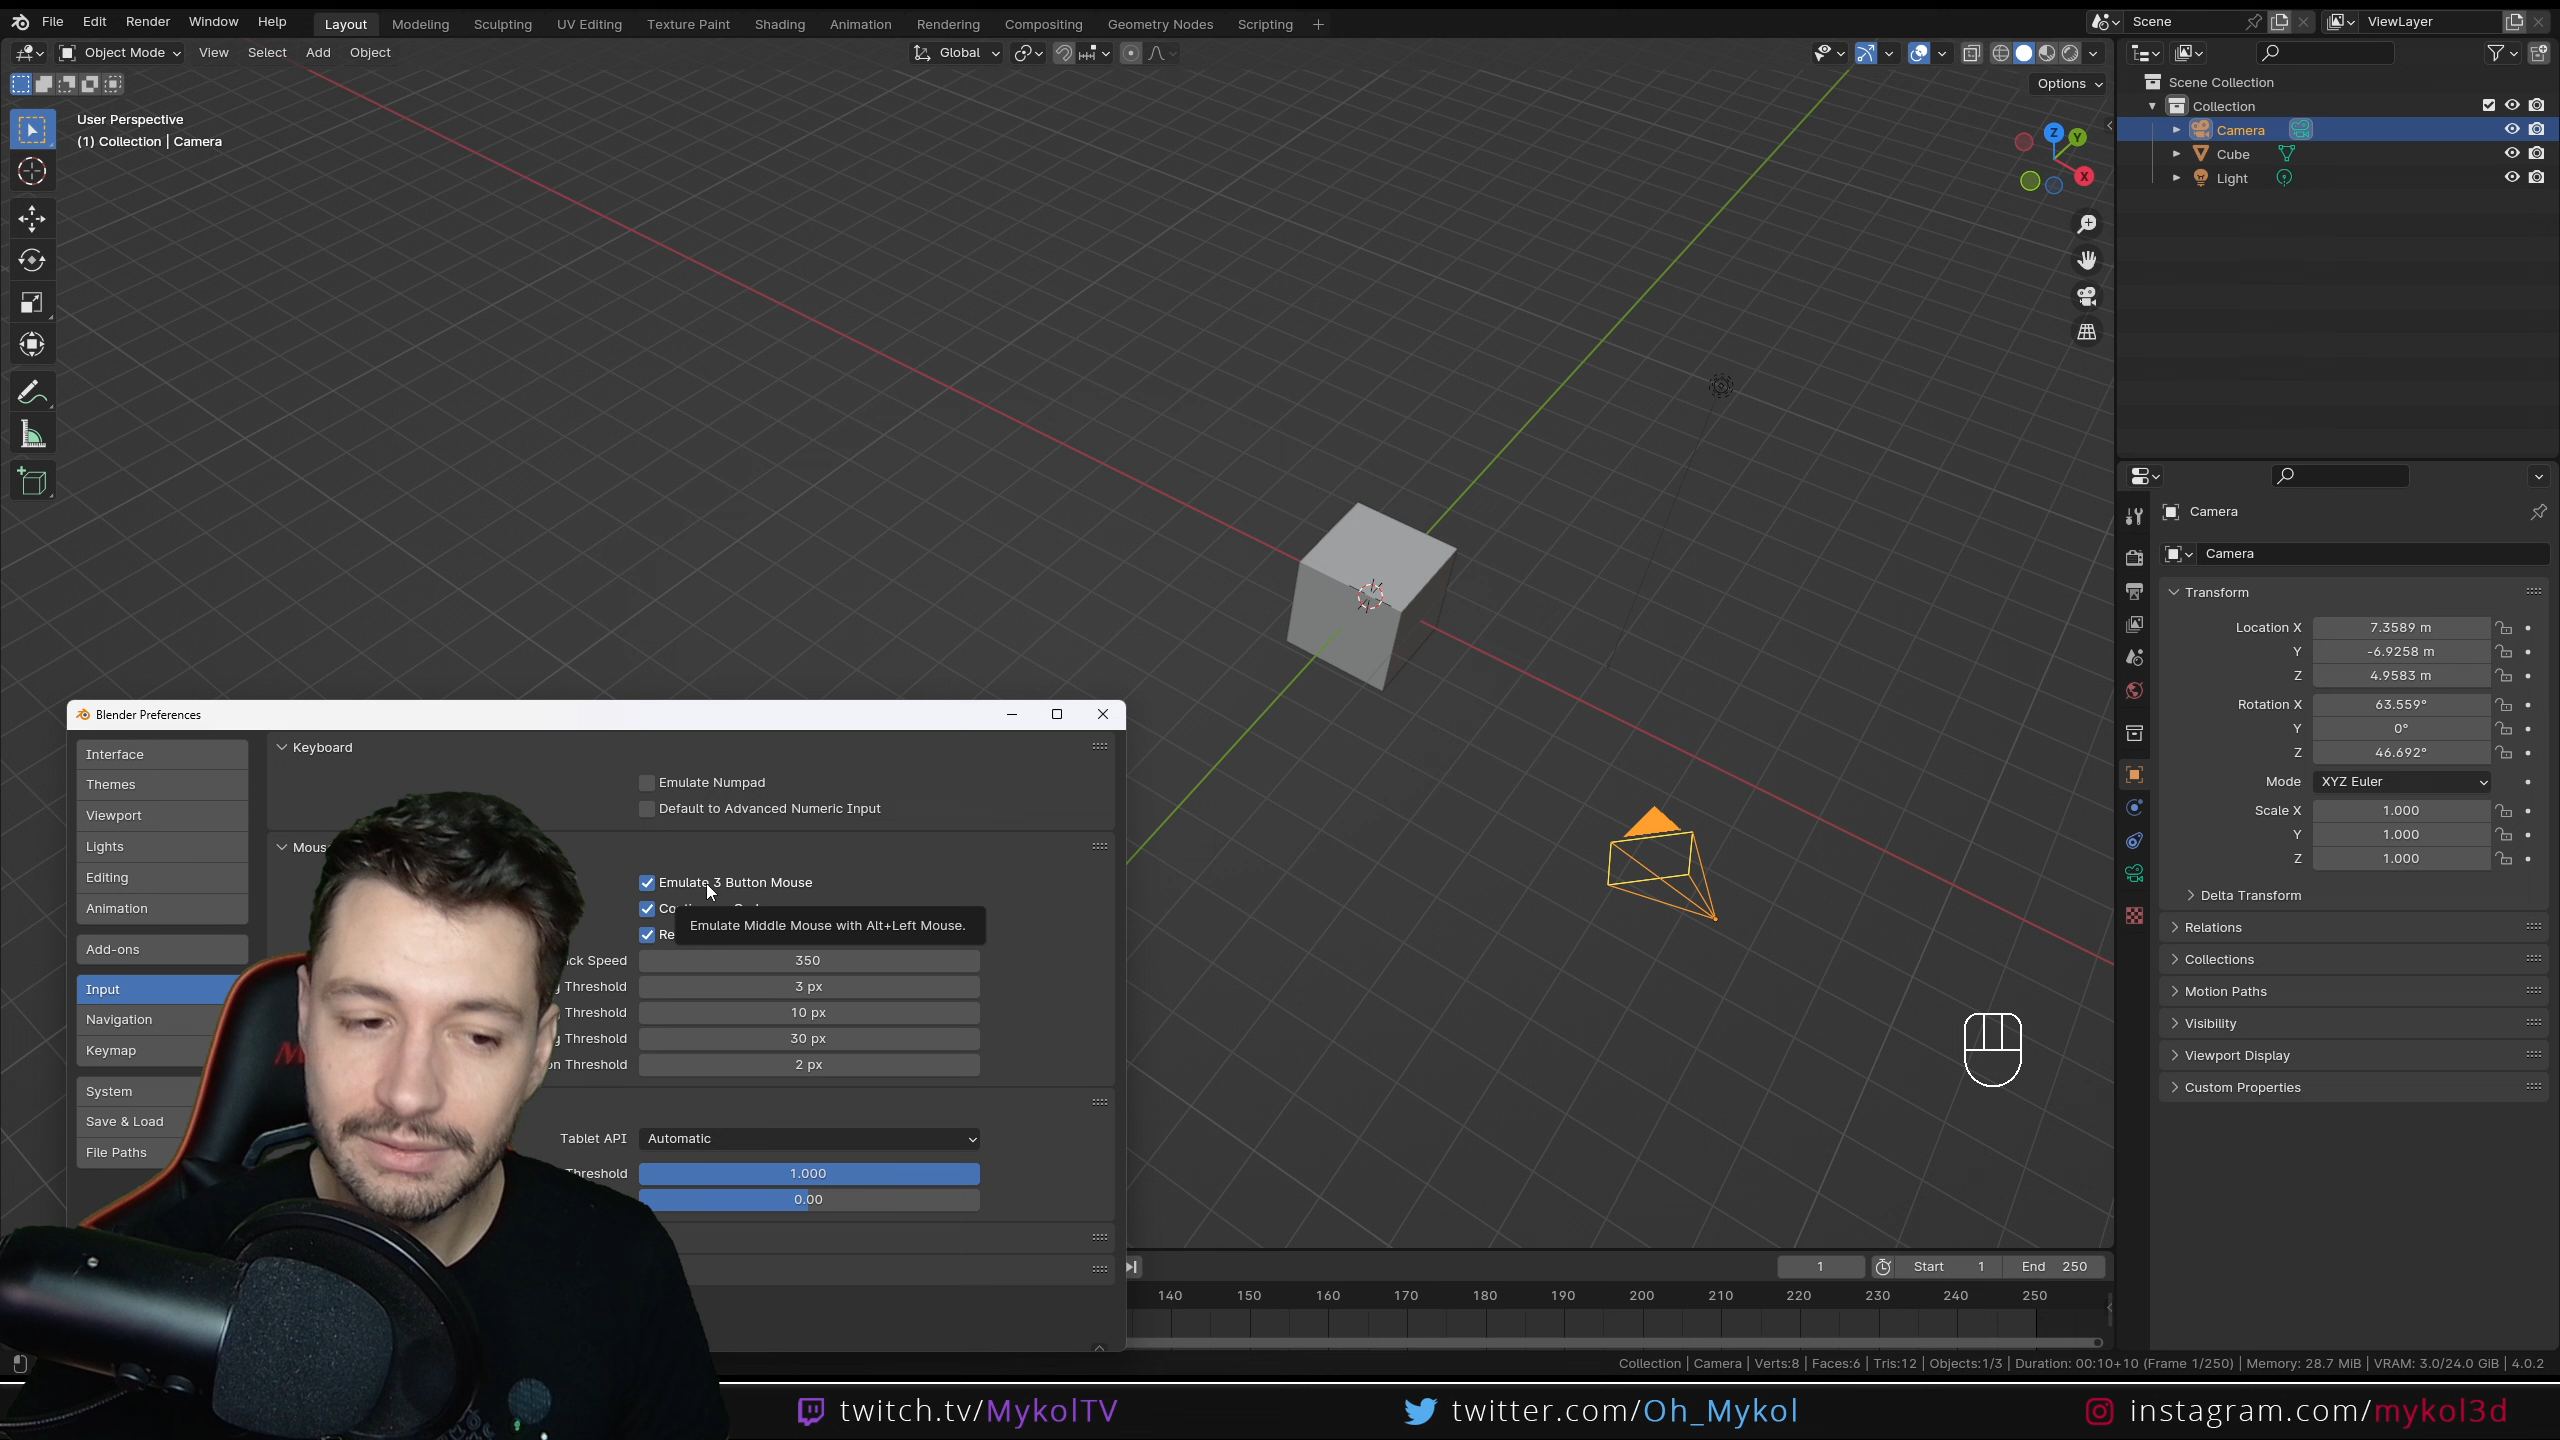 File Edit Render Window Help Layout Modeling Sculpting UV Editing Texture Paint Shading Animation Rendering Compositing Geometry Nodes Scripting + Scene ViewLayer
Object Mode View Select Add Object Global
Options
User Perspective
(1) Collection | Camera
Z
Y
X
Scene Collection
Collection
Camera
Cube
Light
Camera
Camera
Transform
Location X 7.3589 m
Y -6.9258 m
Z 4.9583 m
Rotation X 63.559°
Y 0°
Z 46.692°
Mode XYZ Euler
Scale X 1.000
Y 1.000
Z 1.000
Delta Transform
Relations
Collections
Motion Paths
Visibility
Viewport Display
Custom Properties
Blender Preferences
Interface
Themes
Viewport
Lights
Editing
Animation
Add-ons
Input
Navigation
Keymap
System
Save & Load
File Paths
Keyboard
Emulate Numpad
Default to Advanced Numeric Input
Emulate 3 Button Mouse
Emulate Middle Mouse with Alt+Left Mouse.
Speed 350
Threshold 3 px
Threshold 10 px
Threshold 30 px
Threshold 2 px
Tablet API Automatic
Threshold 1.000
0.00
1 Start 1 End 250
140 150 160 170 180 190 200 210 220 230 240 250
Collection | Camera | Verts:8 | Faces:6 | Tris:12 | Objects:1/3 | Duration: 00:10+10 (Frame 1/250) | Memory: 28.7 MiB | VRAM: 3.0/24.0 GiB | 4.0.2
twitch.tv/MykolTV twitter.com/Oh_Mykol instagram.com/mykol3d